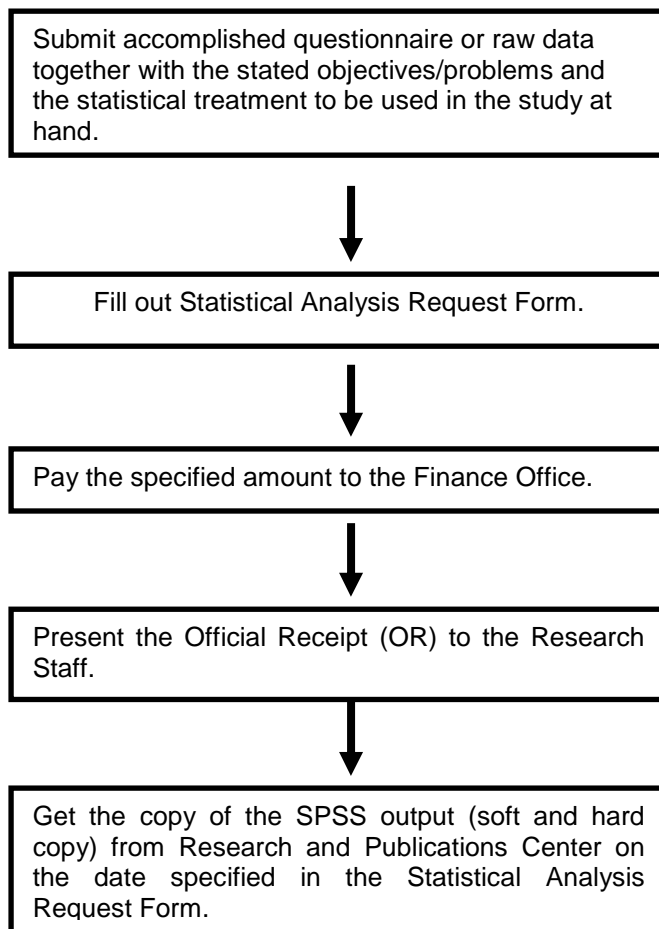 Submit accomplished questionnaire or raw data
together with the stated objectives/problems and
the statistical treatment to be used in the study at
hand.
Fill out Statistical Analysis Request Form.
Pay the specified amount to the Finance Office.
Present the Official Receipt (OR) to the Research
Staff.
Get the copy of the SPSS output (soft and hard
copy) from Research and Publications Center on
the date specified in the Statistical Analysis
Request Form.